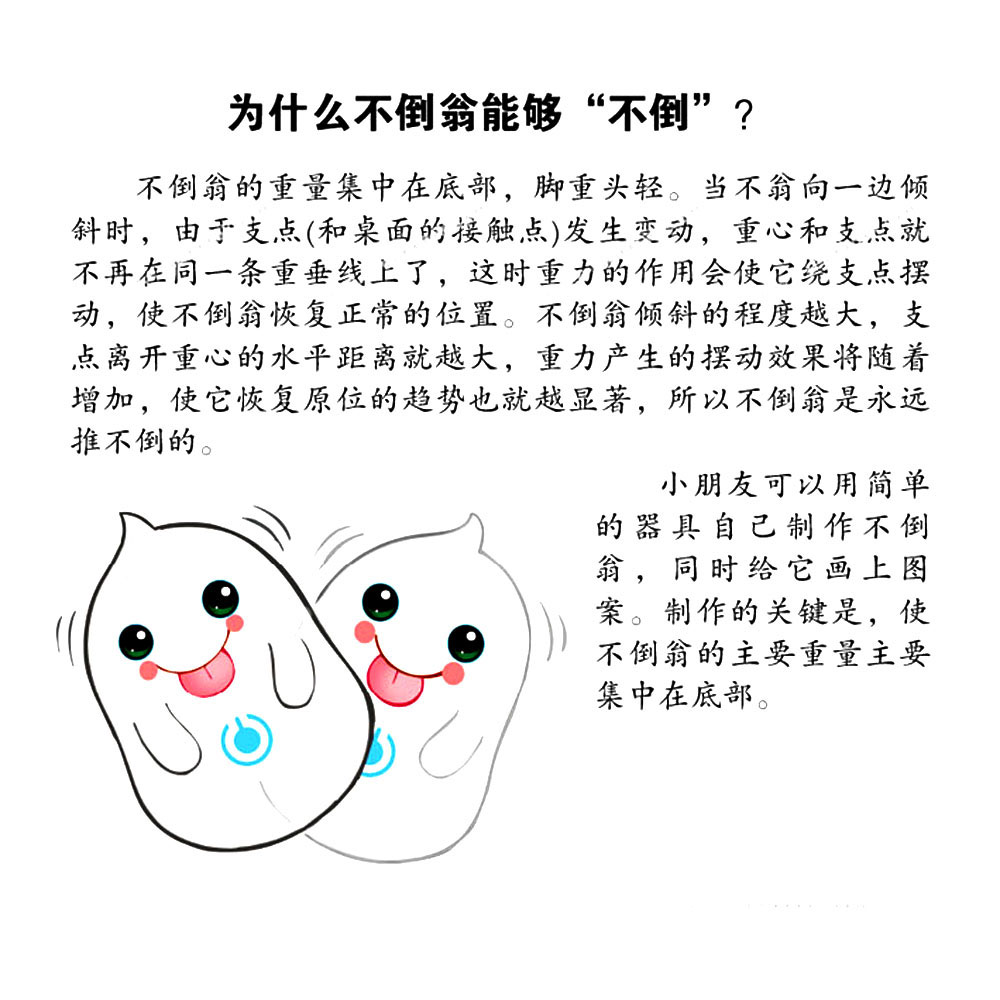 为什么不倒翁能够“不倒”?
不倒翁的重量集中在底部，脚重头轻。当不翁向一边倾
斜时，由于支点(和桌面的接触点)发生变动，重心和支点就
不再在同一条重垂线上了，这时重力的作用会使它绕支点摆
动，使不倒翁恢复正常的位置。不倒翁倾斜的程度越大，支
点离开重心的水平距离就越大，重力产生的摆动效果将随着
增加，使它恢复原位的趋势也就越显著，所以不倒翁是永远
推不倒的。
小朋友可以用简单
的器具自己制作不倒
翁，同时给它画上图
案。制作的关键是，使
不倒翁的主要重量主要
集中在底部。